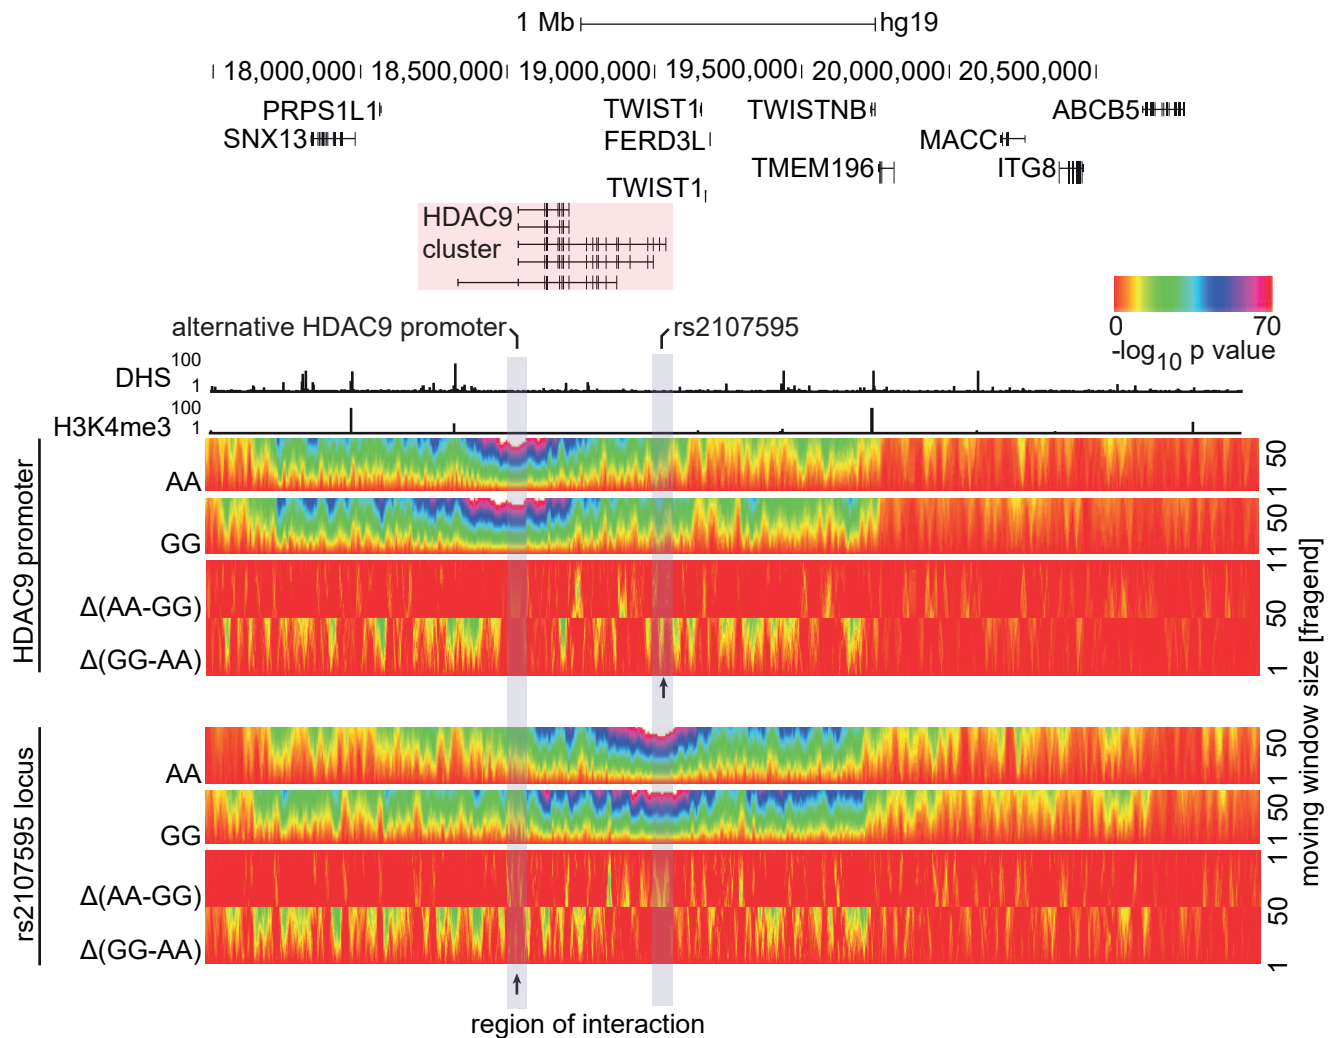 1 Mb hg19
18,000,000 18,500,000 19,000,000 19,500,000 20,000,000 20,500,000
PRPS1L1 TWIST1 TWISTNB ABCB5
SNX13 FERD3L MACC
TMEM196 ITG8
TWIST1
HDAC9
cluster
alternative HDAC9 promoter rs2107595
0 70
-log10 p value
DHS 100
1
H3K4me3 100
1
HDAC9 promoter
AA 50 1
GG 50 1
Δ(AA-GG) 1 50
Δ(GG-AA) 1
moving window size [fragend]
rs2107595 locus
AA 50 1
GG 50 1
Δ(AA-GG) 1 50
Δ(GG-AA) 1
region of interaction